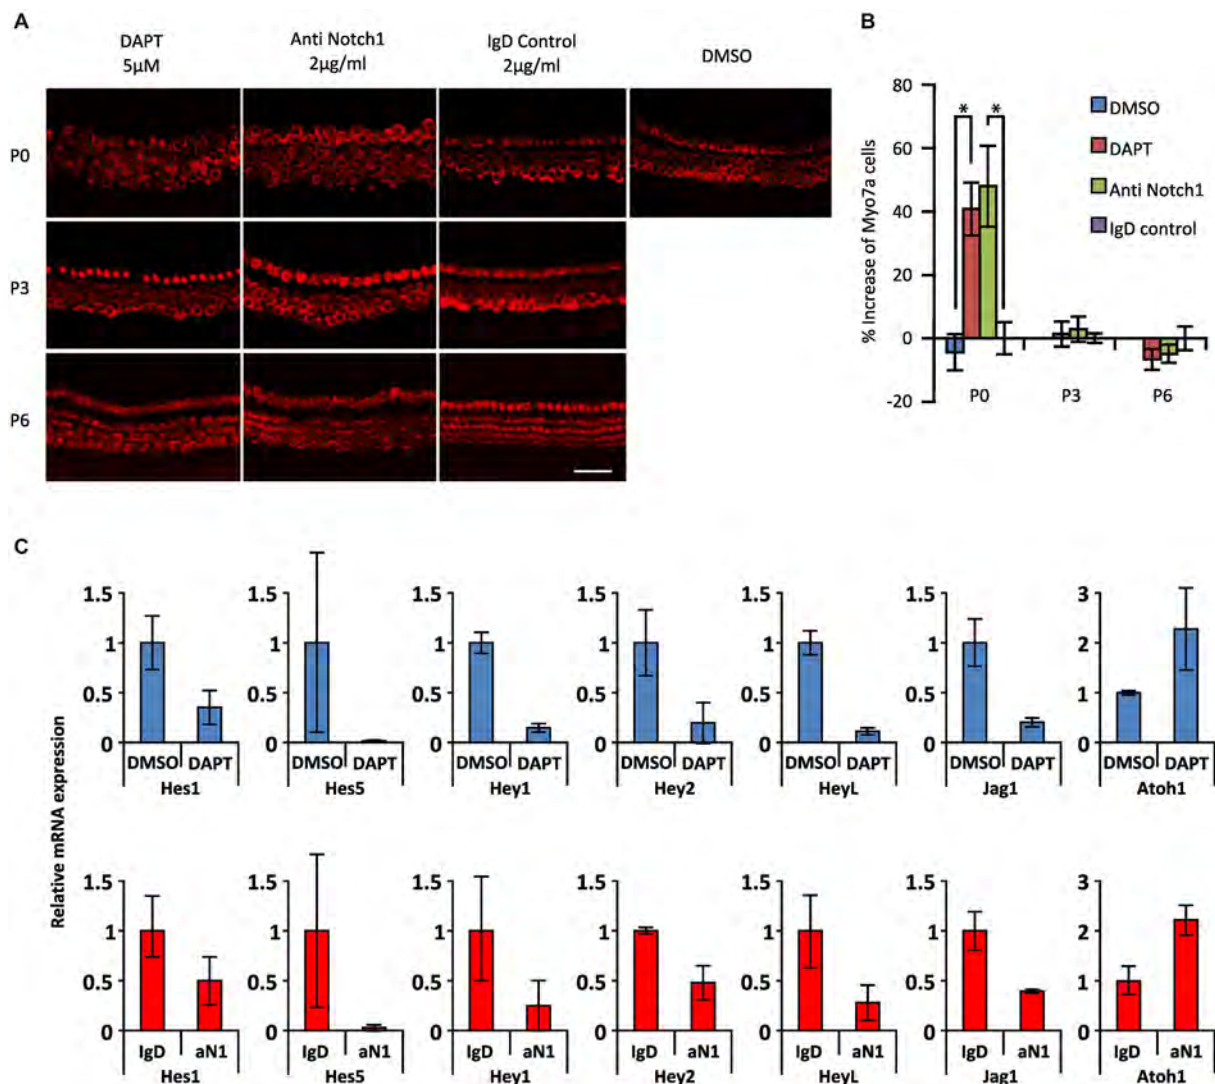 A
DAPT
5μM
Anti Notch1
2μg/ml
IgD Control
2μg/ml
DMSO
P0
P3
P6
B
% Increase of Myo7a cells
80
60
40
20
0
-20
* *
P0 P3 P6
DMSO
DAPT
Anti Notch1
IgD control
C
Relative mRNA expression
1.5
1
0.5
0
DMSO DAPT
Hes1
1.5
1
0.5
0
DMSO DAPT
Hes5
1.5
1
0.5
0
DMSO DAPT
Hey1
1.5
1
0.5
0
DMSO DAPT
Hey2
1.5
1
0.5
0
DMSO DAPT
HeyL
1.5
1
0.5
0
DMSO DAPT
Jag1
3
2
1
0
DMSO DAPT
Atoh1
1.5
1
0.5
0
IgD aN1
Hes1
1.5
1
0.5
0
IgD aN1
Hes5
1.5
1
0.5
0
IgD aN1
Hey1
1.5
1
0.5
0
IgD aN1
Hey2
1.5
1
0.5
0
IgD aN1
HeyL
1.5
1
0.5
0
IgD aN1
Jag1
3
2
1
0
IgD aN1
Atoh1